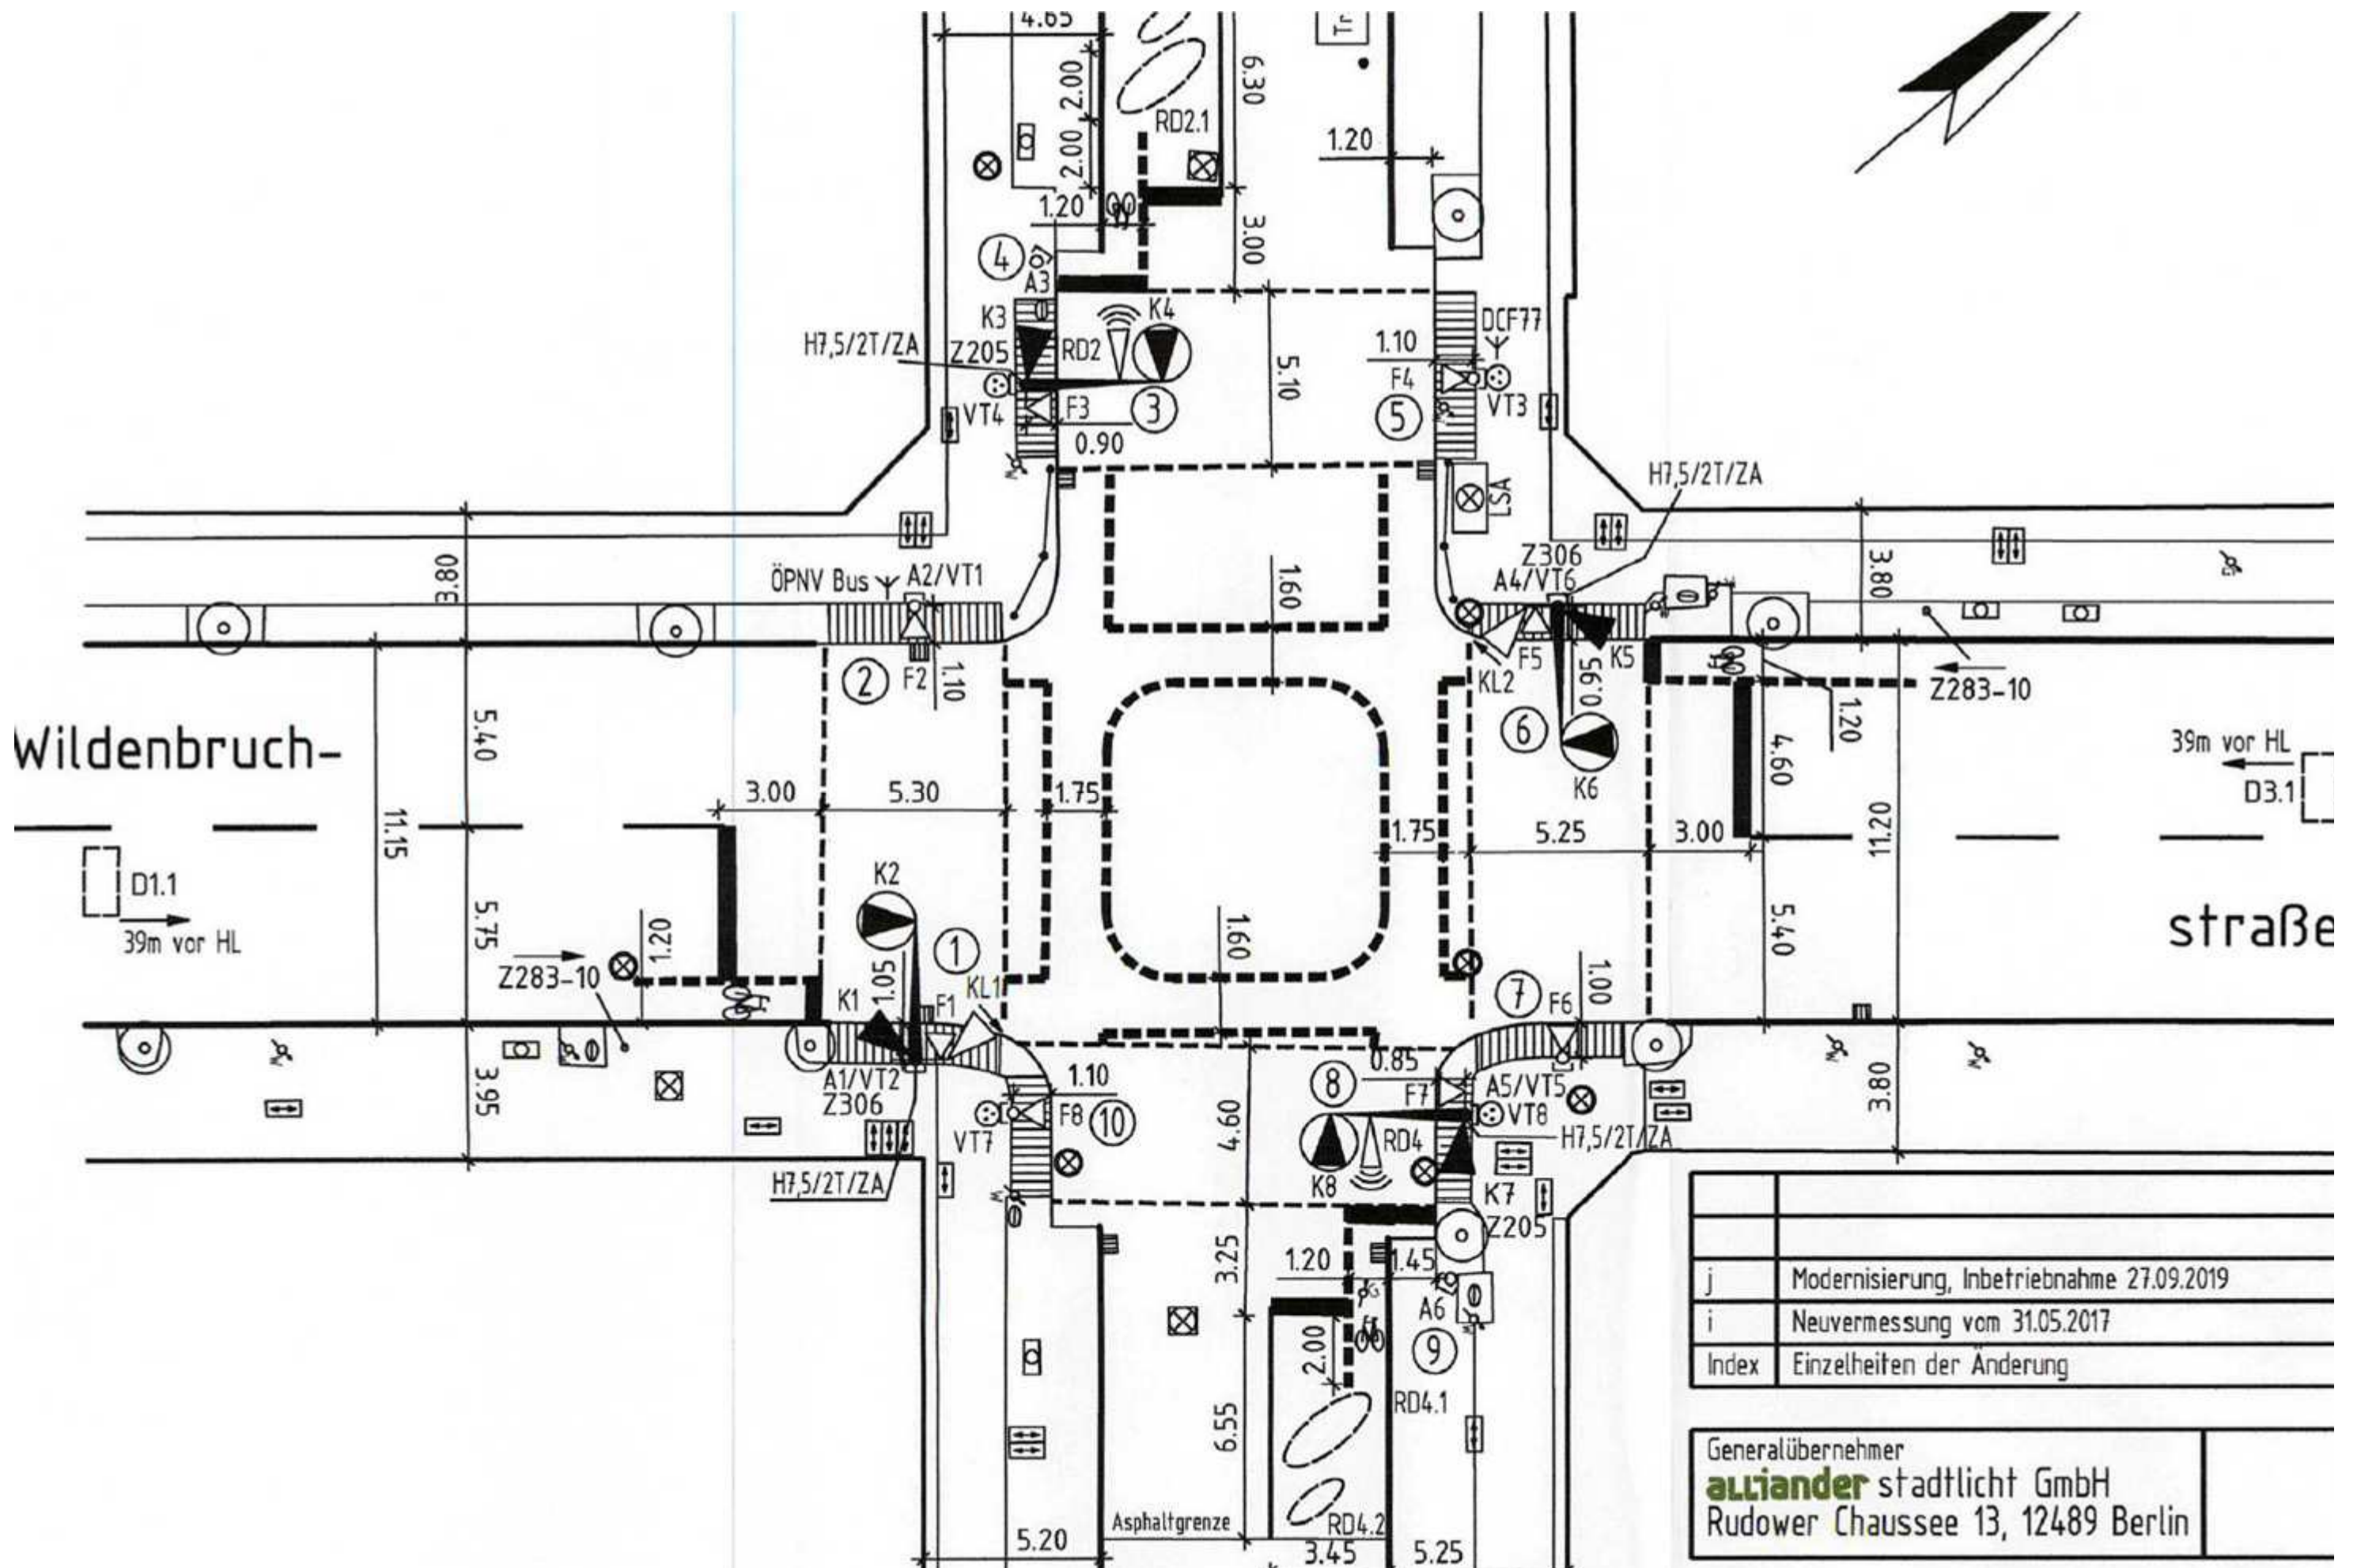 4.65
6.30
2.00
2.00
RD2.1
1.20
1.20
3.00
4
A3
K3
K4
DCF77
H7,5/2T/ZA
Z205
RD2
1.10
5.10
F4
VT4
F3
3
5
VT3
0.90
H7,5/2T/ZA
LSA
3.80
ÖPNV Bus
A2/VT1
1.60
Z306
A4/VT6
3.80
2
F2
1.10
F5
K5
KL2
0.95
Z283-10
6
1.20
Wildenbruch-
5.40
4.60
39m vor HL
D3.1
3.00
5.30
1.75
K6
11.15
1.75
5.25
3.00
11.20
D1.1
K2
39m vor HL
5.75
1.20
1
1.60
5.40
straße
Z283-10
K1
1.05
F1
KL1
7
F6
1.00
3.95
A1/VT2
Z306
1.10
F8
10
VT7
4.60
0.85
8
F7
A5/VT5
VT8
3.80
RD4
H7,5/2T/ZA
H7,5/2T/ZA
K8
K7
Z205
3.25
1.20
1.45
A6
9
2.00
RD4.1
6.55
Asphaltgrenze
RD4.2
5.20
3.45
5.25
j Modernisierung, Inbetriebnahme 27.09.2019
i Neuvermessung vom 31.05.2017
Index Einzelheiten der Änderung
Generalübernehmer
alliander stadtlicht GmbH
Rudower Chaussee 13, 12489 Berlin